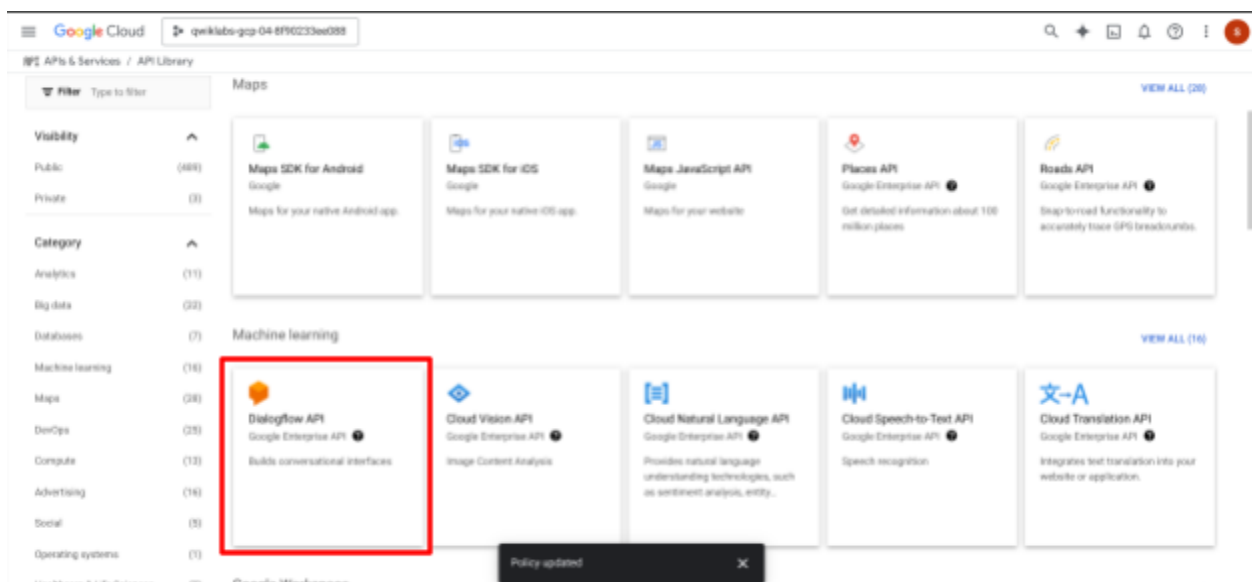 Google Cloud
qwiklabs-gcp-04-8f90233ee088
S
API APIs & Services / API Library
Filter Type to filter
Maps
VIEW ALL (28)
Visibility
Public (489)
Private (3)
Category
Analytics (11)
Big data (22)
Databases (7)
Machine learning (16)
Maps (28)
DevOps (25)
Compute (13)
Advertising (16)
Social (5)
Operating systems (1)
Maps SDK for Android
Google
Maps for your native Android app.
Maps SDK for iOS
Google
Maps for your native iOS app.
Maps JavaScript API
Google
Maps for your website
Places API
Google Enterprise API
Get detailed information about 100
million places
Roads API
Google Enterprise API
Snap-to-road functionality to
accurately trace GPS breadcrumbs.
Machine learning
VIEW ALL (16)
Dialogflow API
Google Enterprise API
Builds conversational interfaces
Cloud Vision API
Google Enterprise API
Image Content Analysis
Cloud Natural Language API
Google Enterprise API
Provides natural language
understanding technologies, such
as sentiment analysis, entity...
Cloud Speech-to-Text API
Google Enterprise API
Speech recognition
文→A
Cloud Translation API
Google Enterprise API
Integrates text translation into your
website or application.
Policy updated
Google Workspace